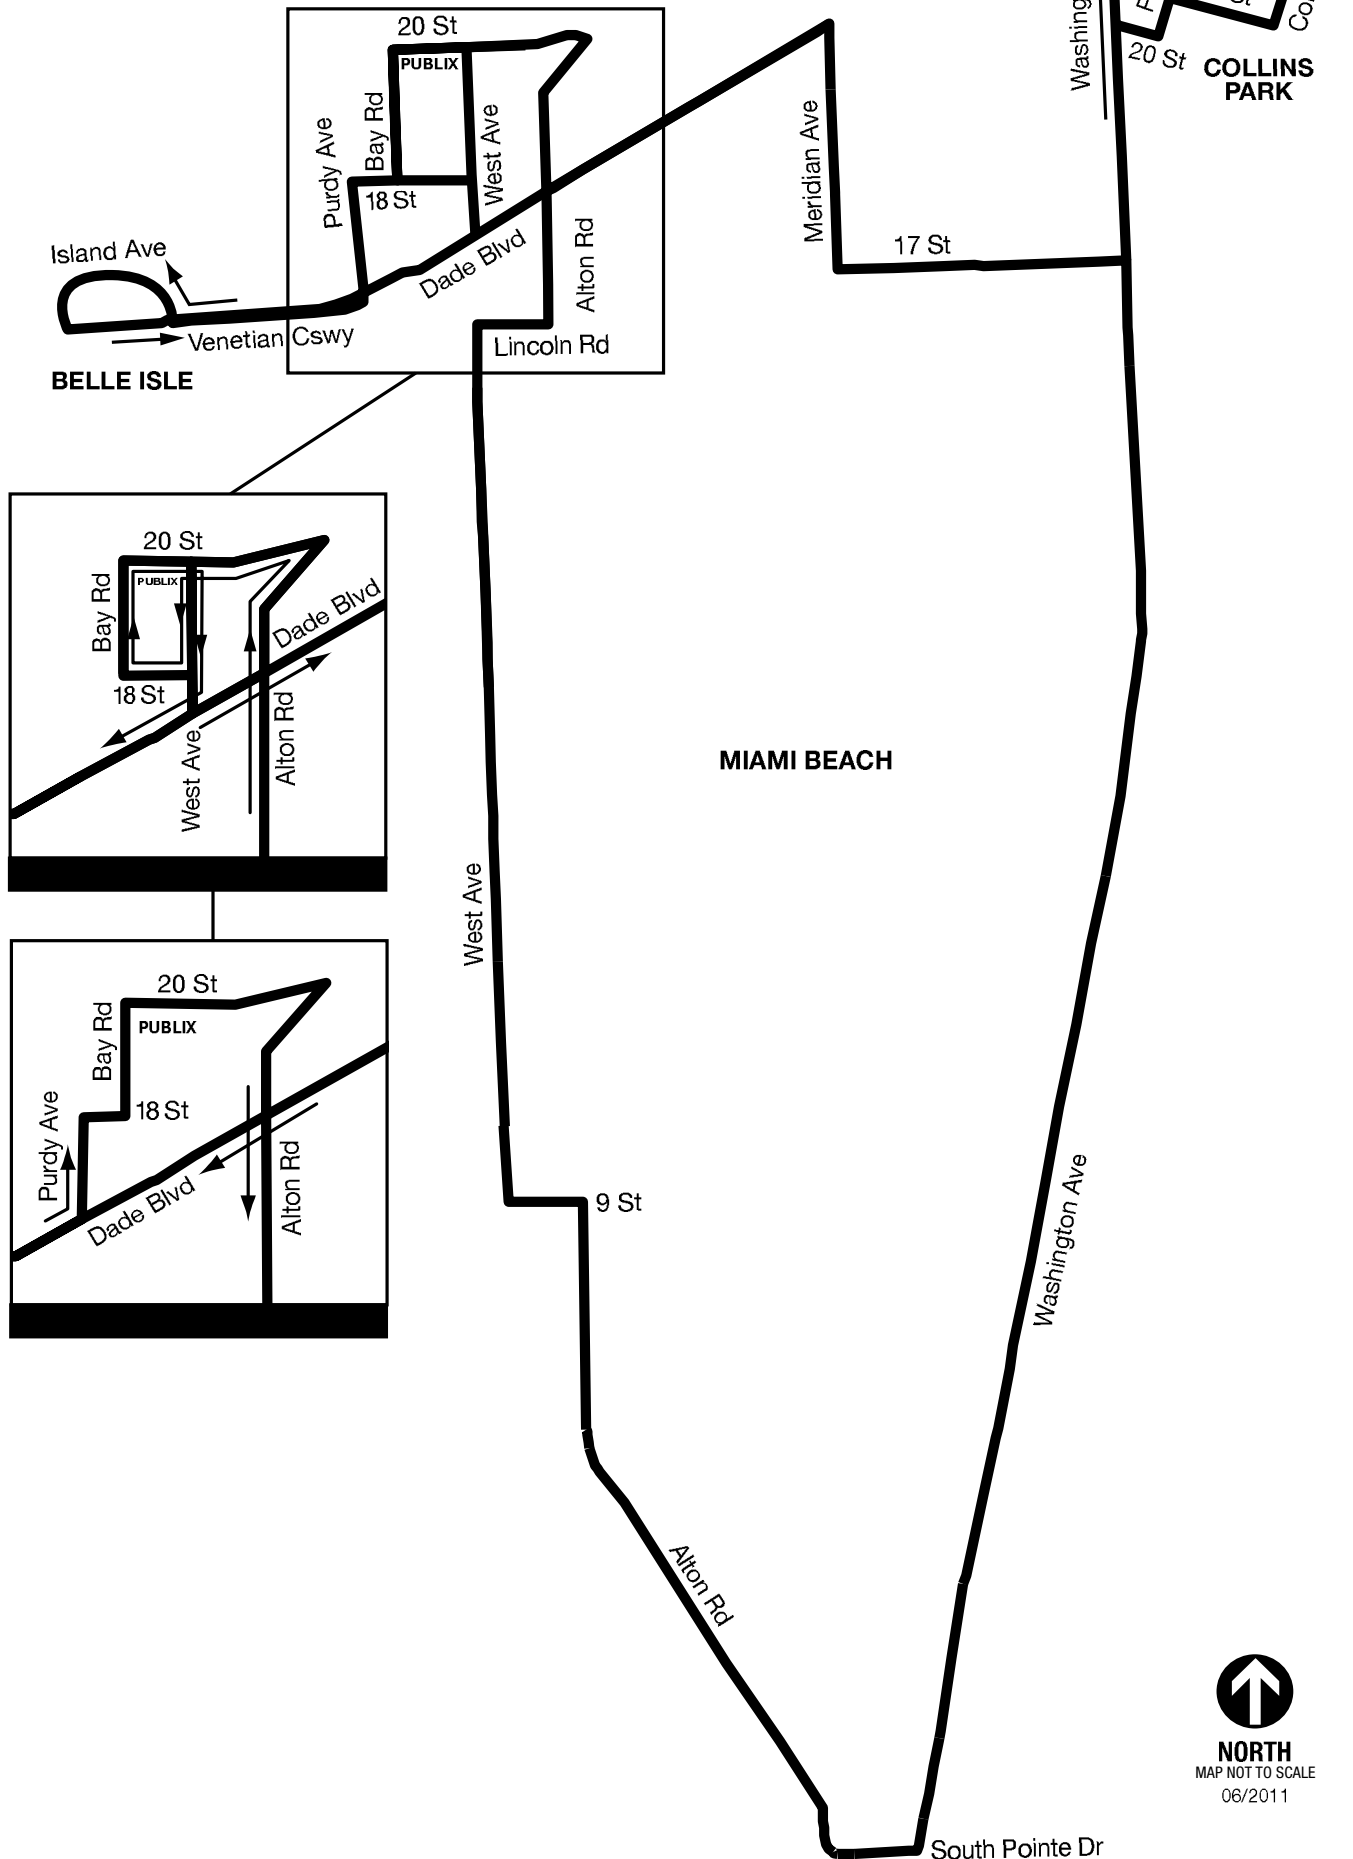 20 St
PUBLIX
Bay Rd
Purdy Ave
West Ave
18 St
Island Ave
Dade Blvd
Alton Rd
Venetian Cswy
Lincoln Rd
BELLE ISLE
Meridian Ave
17 St
20 St
COLLINS
PARK
20 St
PUBLIX
Bay Rd
Dade Blvd
18 St
West Ave
Alton Rd
MIAMI BEACH
West Ave
20 St
PUBLIX
Bay Rd
18 St
Purdy Ave
Dade Blvd
Alton Rd
9 St
Washington Ave
Alton Rd
South Pointe Dr
NORTH
MAP NOT TO SCALE
06/2011